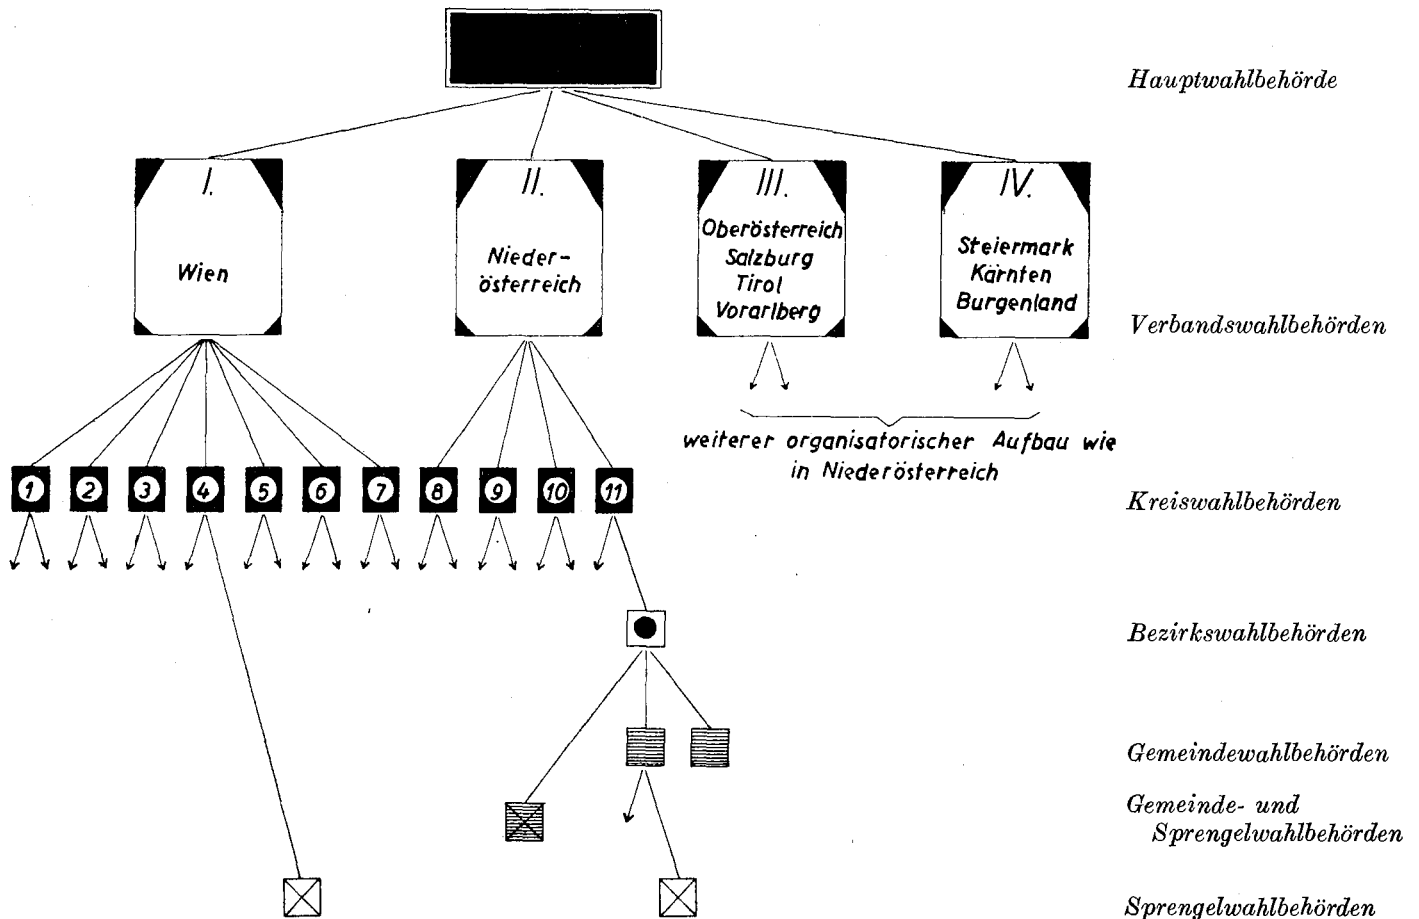 Hauptwahlbehörde
I.
Wien
II.
Nieder-
österreich
III.
Oberösterreich
Salzburg
Tirol
Vorarlberg
IV.
Steiermark
Kärnten
Burgenland
Verbandswahlbehörden
weiterer organisatorischer Aufbau wie
in Niederösterreich
1 2 3 4 5 6 7 8 9 10 11
Kreiswahlbehörden
Bezirkswahlbehörden
Gemeindewahlbehörden
Gemeinde- und
Sprengelwahlbehörden
Sprengelwahlbehörden